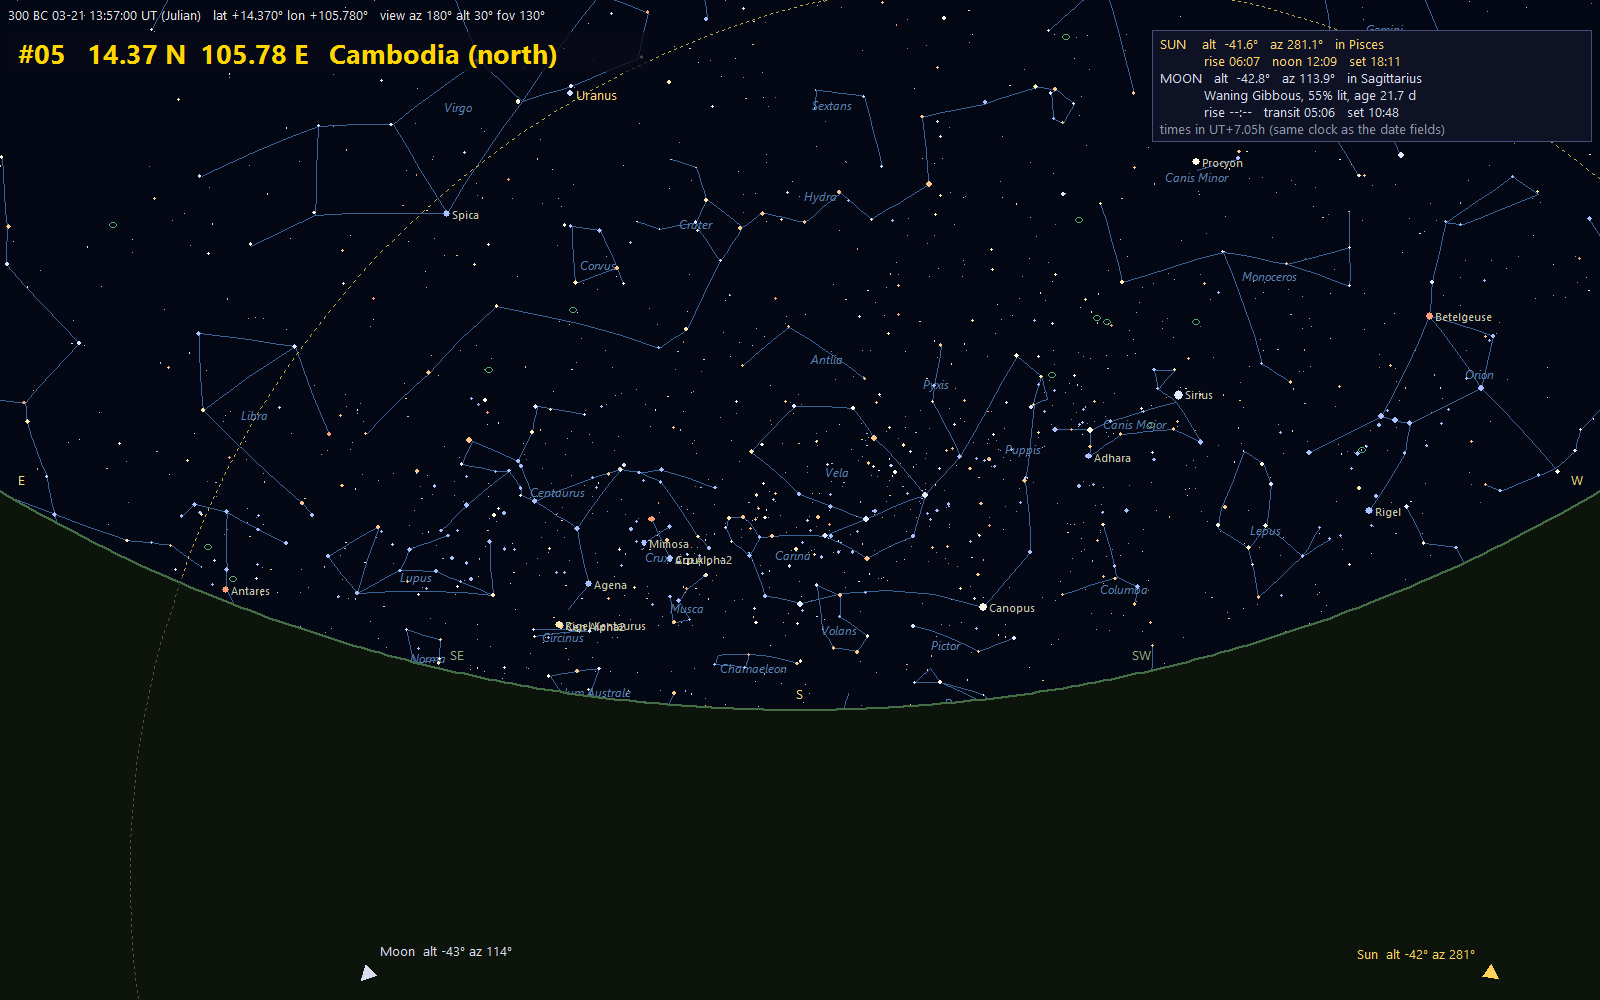 300 BC 03-21 13:57:00 UT (Julian)   lat +14.370° lon +105.780°   view az 180° alt 30° fov 130°
#05   14.37 N  105.78 E   Cambodia (north)
Gemini
SUN   alt  -41.6°   az 281.1°   in Pisces
rise 06:07   noon 12:09   set 18:11
MOON   alt  -42.8°   az 113.9°   in Sagittarius
Waning Gibbous, 55% lit, age 21.7 d
rise --:--   transit 05:06   set 10:48
times in UT+7.05h (same clock as the date fields)
Uranus
Virgo
Sextans
Procyon
Canis Minor
Hydra
Spica
Crater
Corvus
Monoceros
Betelgeuse
Antlia
Orion
Pyxis
Sirius
Libra
Canis Major
Puppis
Adhara
Vela
E
W
Centaurus
Rigel
Lepus
Mimosa
Crux
Carina
Lupus
Agena
Antares
Columba
Musca
Canopus
Volans
Circinus
Pictor
Norma
SE
SW
Chamaeleon
S
Moon  alt -43° az 114°
Sun  alt -42° az 281°